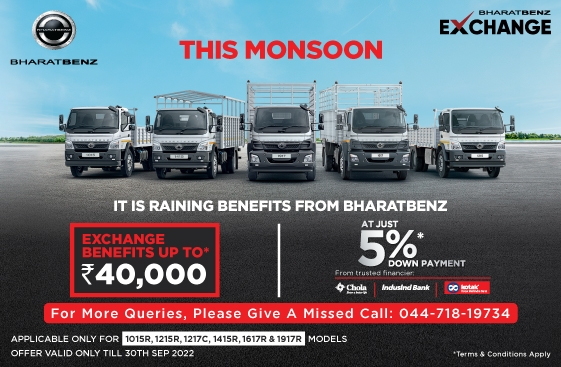 BHARATBENZ
BHARATBENZ
EXCHANGE
THIS MONSOON
IT IS RAINING BENEFITS FROM BHARATBENZ
EXCHANGE
BENEFITS UP TO*
₹40,000
AT JUST
5%*
DOWN PAYMENT
From trusted financier:
Chola
IndusInd Bank
kotak
For More Queries, Please Give A Missed Call: 044-718-19734
APPLICABLE ONLY FOR 1015R, 1215R, 1217C, 1415R, 1617R & 1917R MODELS
OFFER VALID ONLY TILL 30TH SEP 2022
*Terms & Conditions Apply